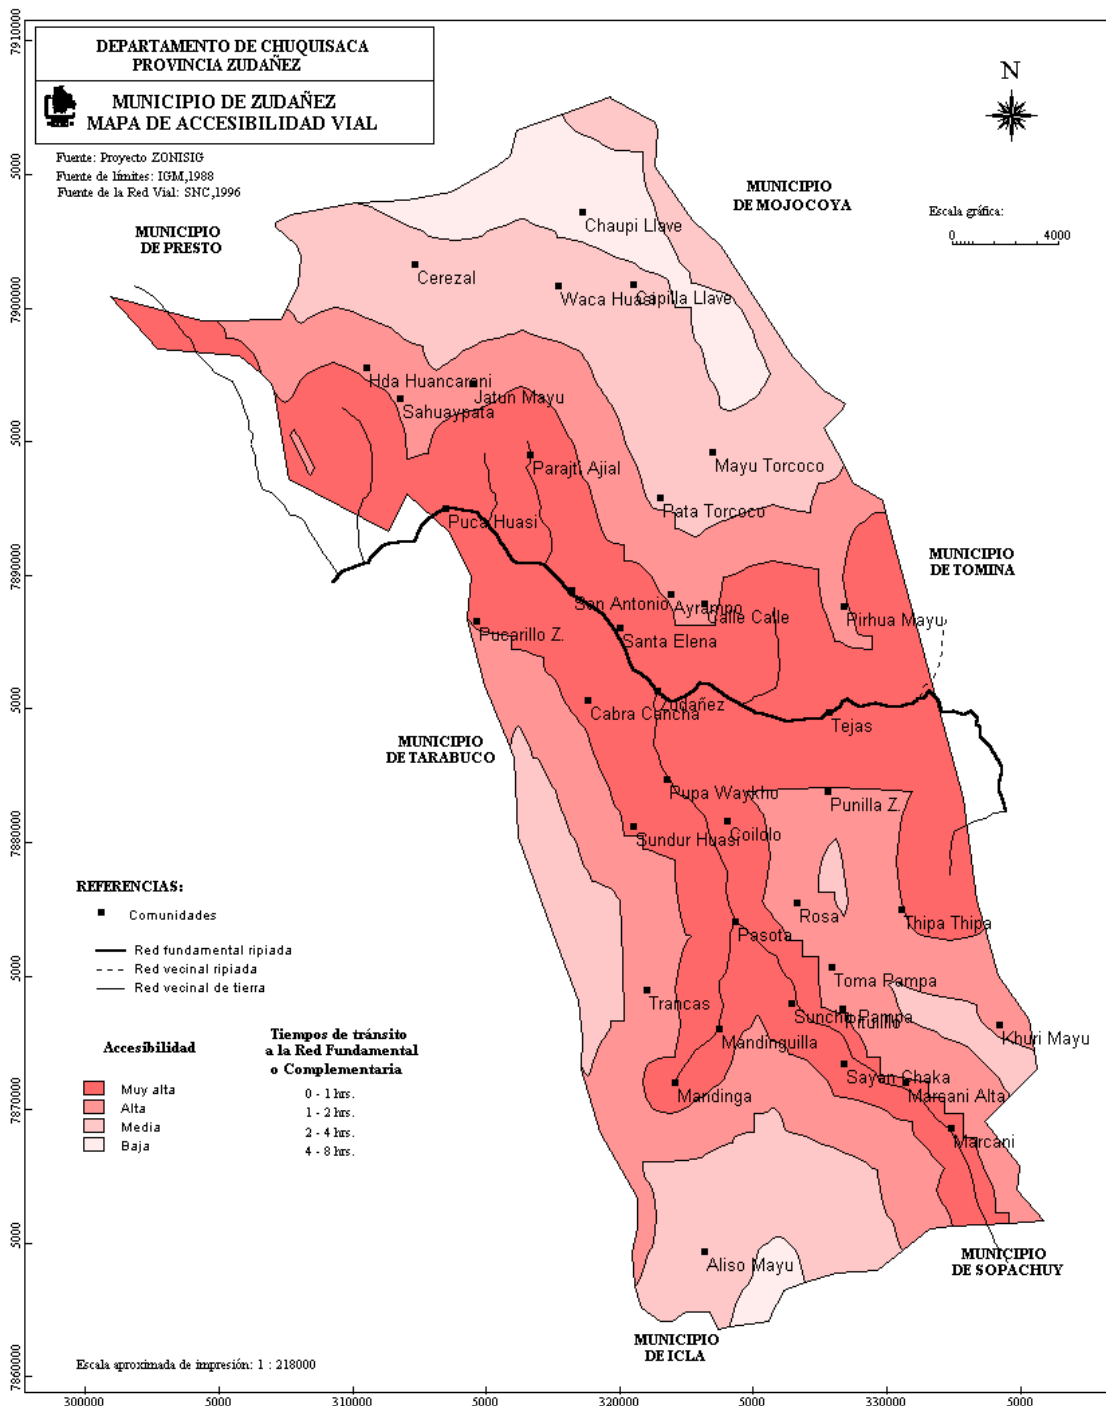 DEPARTAMENTO DE CHUQUISACA
PROVINCIA ZUDAÑEZ
MUNICIPIO DE ZUDAÑEZ
MAPA DE ACCESIBILIDAD VIAL
Fuente: Proyecto ZONISIG
Fuente de límites: IGM,1988
Fuente de la Red Vial: SNC,1996
N
Escala gráfica:
0 4000
MUNICIPIO
DE MOJOCOYA
MUNICIPIO
DE PRESTO
Chaupi Llave
Cerezal
Waca Huasi
Capilla Llave
Hda Huancarani
Jatun Mayu
Sahuaypata
Parajti Ajial
Mayu Torcoco
Pata Torcoco
Puca Huasi
MUNICIPIO
DE TOMINA
San Antonio
Ayrampo
Calle Calle
Pirhua Mayu
Pucarillo Z.
Santa Elena
Zudañez
Cabra Cancha
Tejas
MUNICIPIO
DE TARABUCO
Pupa Waykho
Punilla Z.
Sundur Huasi
Coilolo
Rosa
Thipa Thipa
Pasota
Toma Pampa
Trancas
Suncho Pampa
Khuri Mayu
Mandinguilla
Sayan Chaka
Mandinga
Marcani Alta
Marcani
Aliso Mayu
MUNICIPIO
DE SOPACHUY
MUNICIPIO
DE ICLA
REFERENCIAS:
Comunidades
Red fundamental ripiada
Red vecinal ripiada
Red vecinal de tierra
Accesibilidad
Tiempos de tránsito
a la Red Fundamental
o Complementaria
Muy alta 0 - 1 hrs.
Alta 1 - 2 hrs.
Media 2 - 4 hrs.
Baja 4 - 8 hrs.
Escala aproximada de impresión: 1 : 218000
7910000
5000
7900000
5000
7890000
5000
7880000
5000
7870000
5000
7860000
300000 5000 310000 5000 320000 5000 330000 5000